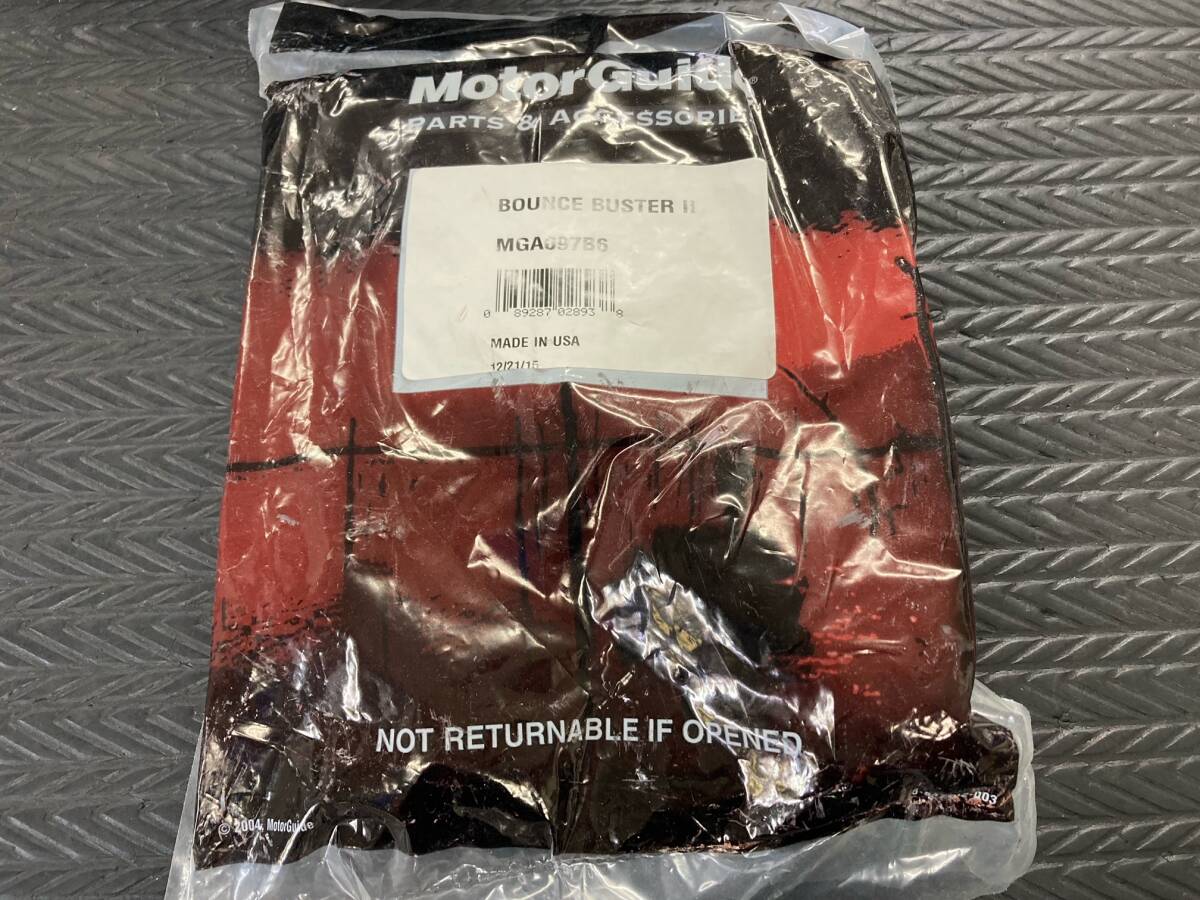 MotorGuide®
PARTS & ACCESSORIES
BOUNCE BUSTER II
MGA097B6
0 89287 02893 8
MADE IN USA
12/21/15
NOT RETURNABLE IF OPENED
© 2004, MotorGuide